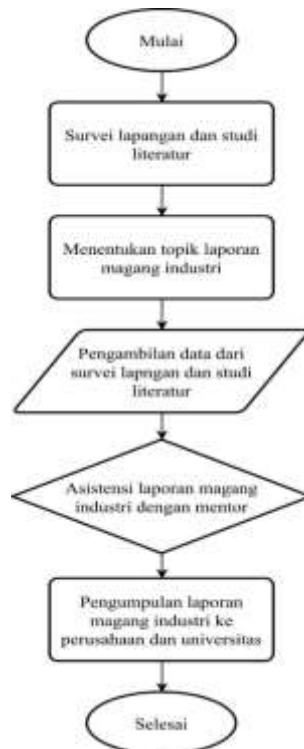 Mulai
Survei lapangan dan studi
literatur
Menentukan topik laporan
magang industri
Pengambilan data dari
survei lapngan dan studi
literatur
Asistensi laporan magang
industri dengan mentor
Pengumpulan laporan
magang industri ke
perusahaan dan universitas
Selesai